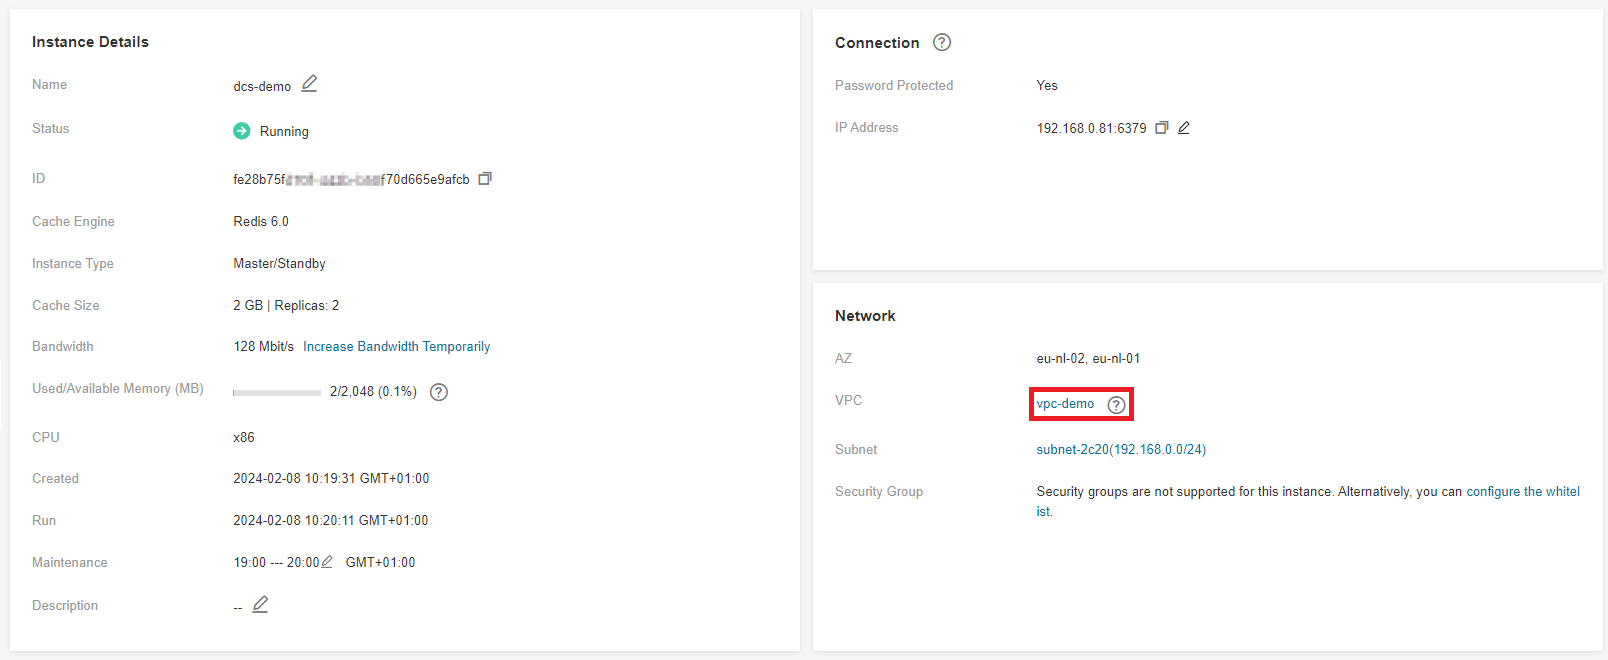 Instance Details
Name
dcs-demo
Status
Running
ID
fe28b75f
f70d665e9afcb
Cache Engine
Redis 6.0
Instance Type
Master/Standby
Cache Size
2 GB | Replicas: 2
Bandwidth
128 Mbit/s Increase Bandwidth Temporarily
Used/Available Memory (MB)
2/2,048 (0.1%)
CPU
x86
Created
2024-02-08 10:19:31 GMT+01:00
Run
2024-02-08 10:20:11 GMT+01:00
Maintenance
19:00 --- 20:00 GMT+01:00
Description
--
Connection
Password Protected
Yes
IP Address
192.168.0.81:6379
Network
AZ
eu-nl-02, eu-nl-01
VPC
vpc-demo
Subnet
subnet-2c20(192.168.0.0/24)
Security Group
Security groups are not supported for this instance. Alternatively, you can configure the whitel
ist.